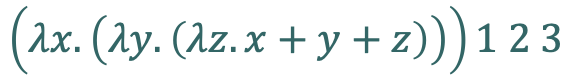 (λx. (λy. (λz. x + y + z))) 1 2 3